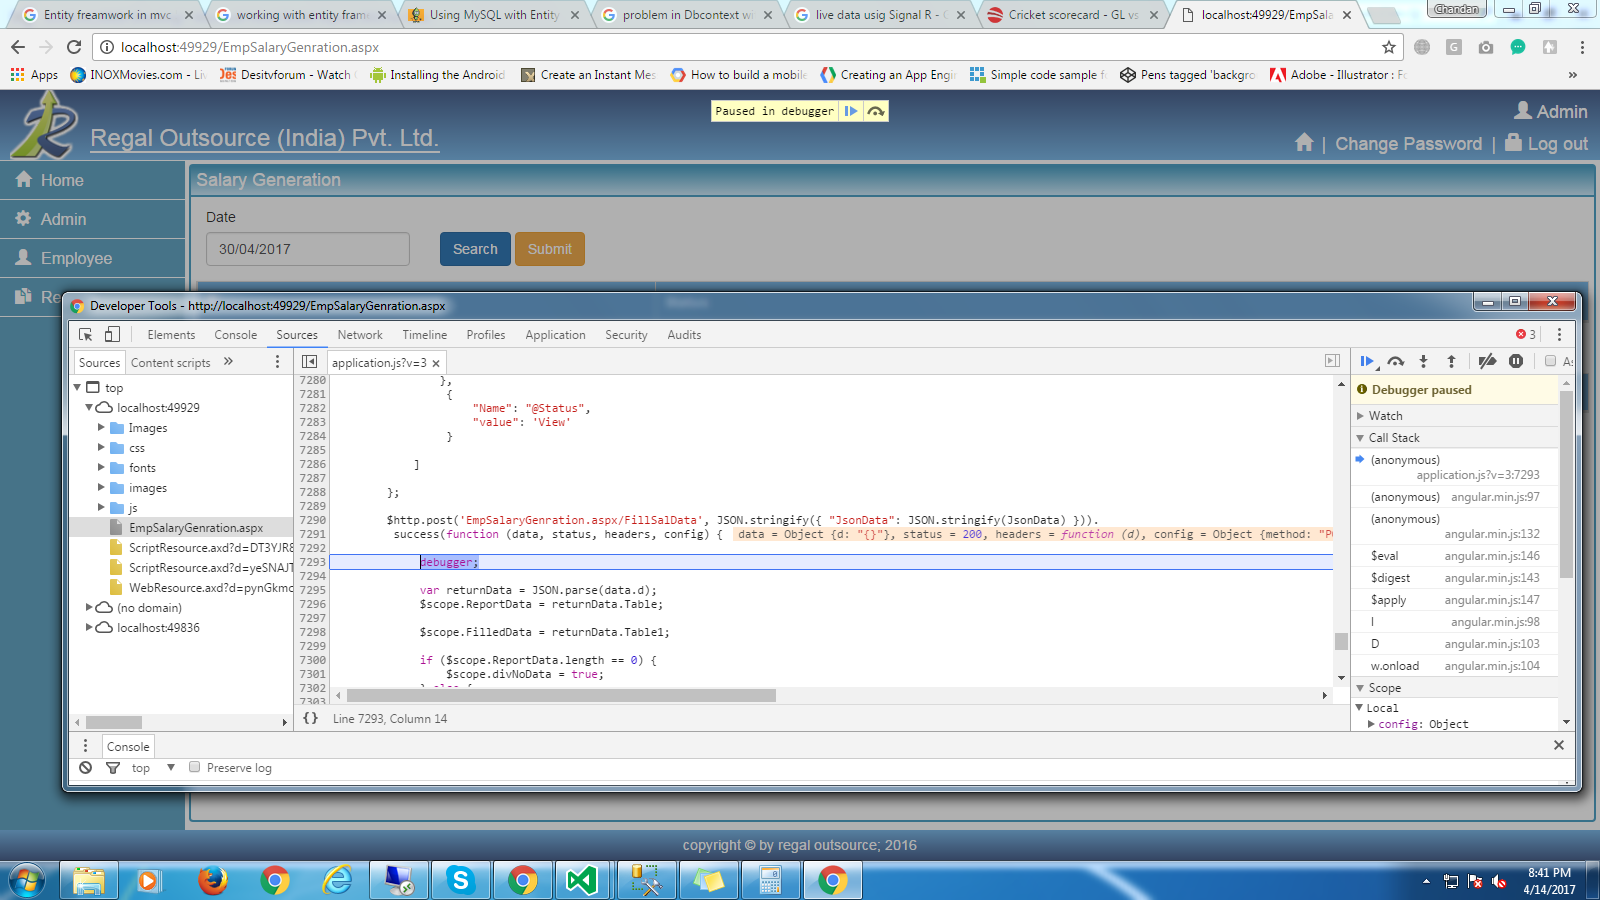 Entity freamwork in mvc
working with entity fram
Using MySQL with Entity
problem in Dbcontext wi
live data usig Signal R - G
Cricket scorecard - GL vs
localhost:49929/EmpSala
Chandan
localhost:49929/EmpSalaryGenration.aspx
Apps
INOXMovies.com - Liv
Desitvforum - Watch
Installing the Android
Create an Instant Mes
How to build a mobile
Creating an App Engi
Simple code sample f
Pens tagged 'backgro
Adobe - Illustrator : Fo
»
Paused in debugger
Admin
Regal Outsource (India) Pvt. Ltd.
| Change Password | Log out
Home
Admin
Employee
Re
Salary Generation
Date
30/04/2017
Search
Submit
Developer Tools - http://localhost:49929/EmpSalaryGenration.aspx
Elements Console Sources Network Timeline Profiles Application Security Audits
3
Sources Content scripts »
application.js?v=3
As
top
localhost:49929
Images
css
fonts
images
js
EmpSalaryGenration.aspx
ScriptResource.axd?d=DT3YJR8
ScriptResource.axd?d=yeSNAJT
WebResource.axd?d=pynGkmc
(no domain)
localhost:49836
7280 },
7281 {
7282 "Name": "@Status",
7283 "value": 'View'
7284 }
7285
7286 ]
7287
7288 };
7289
7290 $http.post('EmpSalaryGenration.aspx/FillSalData', JSON.stringify({ "JsonData": JSON.stringify(JsonData) })).
7291 success(function (data, status, headers, config) { data = Object {d: "{}"}, status = 200, headers = function (d), config = Object {method: "P
7292
7293 debugger;
7294
7295 var returnData = JSON.parse(data.d);
7296 $scope.ReportData = returnData.Table;
7297
7298 $scope.FilledData = returnData.Table1;
7299
7300 if ($scope.ReportData.length == 0) {
7301 $scope.divNoData = true;
7302 } else {
7303
{} Line 7293, Column 14
Debugger paused
Watch
Call Stack
(anonymous)
application.js?v=3:7293
(anonymous) angular.min.js:97
(anonymous)
angular.min.js:132
$eval angular.min.js:146
$digest angular.min.js:143
$apply angular.min.js:147
l angular.min.js:98
D angular.min.js:103
w.onload angular.min.js:104
Scope
Local
config: Object
Console
top
Preserve log
copyright © by regal outsource; 2016
8:41 PM
4/14/2017